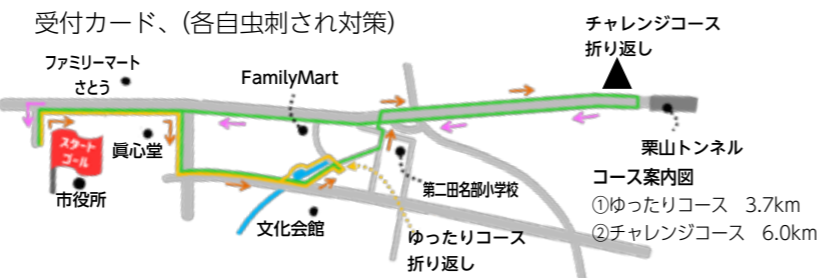 受付カード、(各自虫刺され対策)
チャレンジコース
折り返し
ファミリーマート
さとう
FamilyMart
スタート
ゴール
眞心堂
栗山トンネル
市役所
第二田名部小学校
コース案内図
①ゆったりコース 3.7km
②チャレンジコース 6.0km
文化会館
ゆったりコース
折り返し